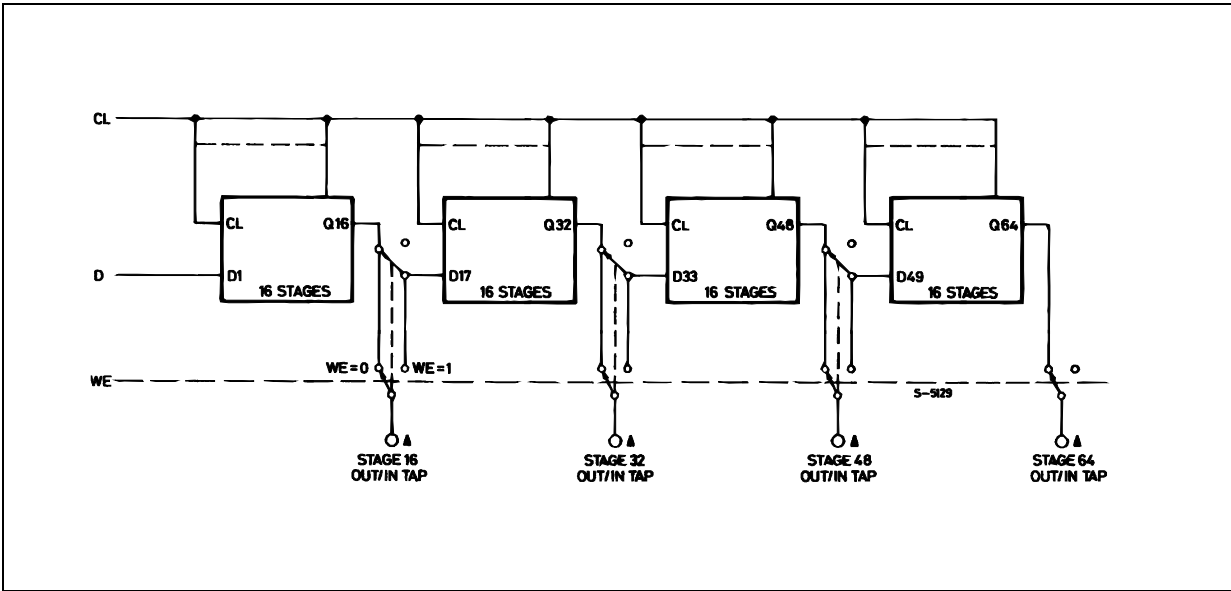 CL
CL Q16
D1
16 STAGES
CL Q32
D17
16 STAGES
CL Q48
D33
16 STAGES
CL Q64
D49
16 STAGES
D
WE=0 WE=1
WE
S-5129
STAGE 16
OUT/IN TAP
STAGE 32
OUT/IN TAP
STAGE 48
OUT/IN TAP
STAGE 64
OUT/IN TAP